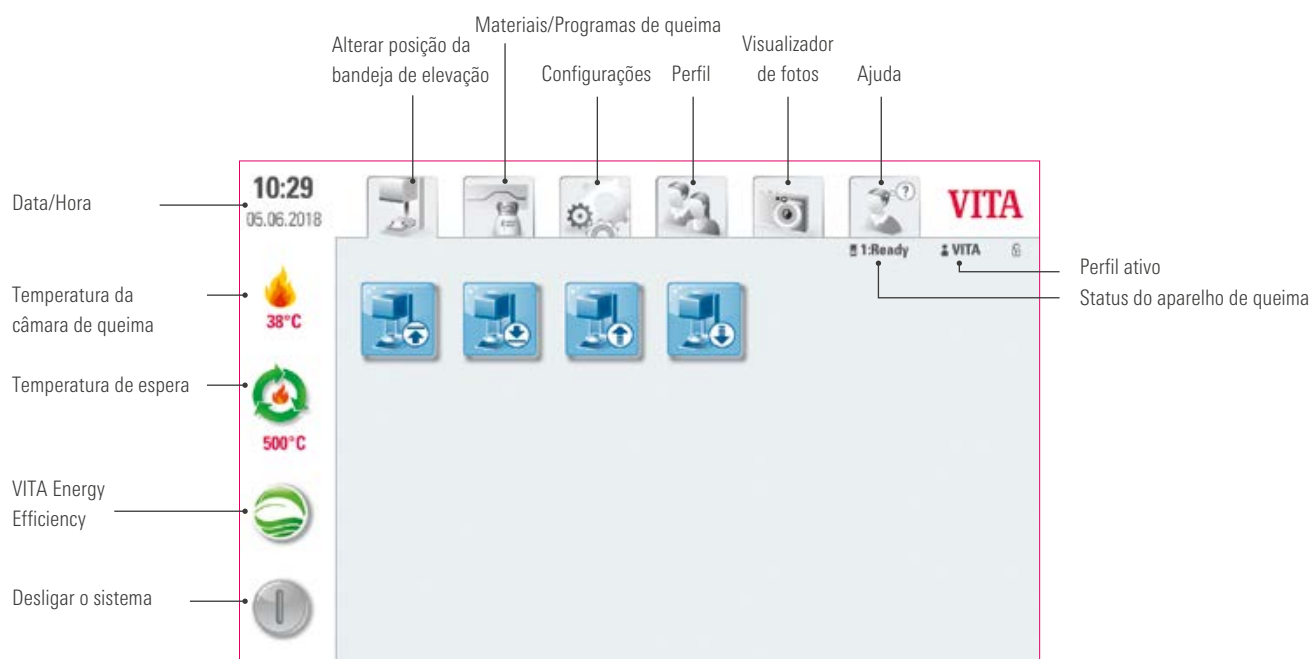 Materiais/Programas de queima
Alterar posição da
bandeja de elevação
Configurações
Perfil
Visualizador
de fotos
Ajuda
Data/Hora
10:29
05.06.2018
?
VITA
1:Ready
VITA
Perfil ativo
Status do aparelho de queima
Temperatura da
câmara de queima
38°C
Temperatura de espera
500°C
VITA Energy
Efficiency
Desligar o sistema